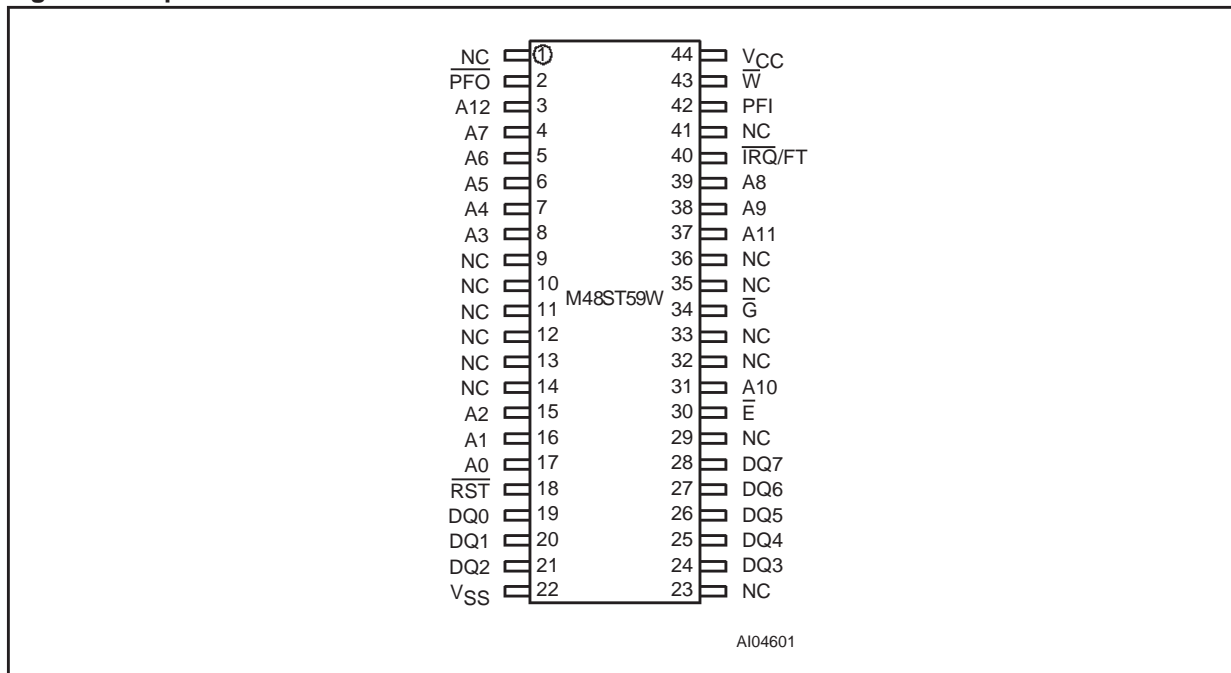 NC 1 44 VCC
P̅F̅O̅ 2 43 W̅
A12 3 42 PFI
A7 4 41 NC
A6 5 40 I̅R̅Q̅/FT
A5 6 39 A8
A4 7 38 A9
A3 8 37 A11
NC 9 36 NC
NC 10 35 NC
M48ST59W
NC 11 34 G̅
NC 12 33 NC
NC 13 32 NC
NC 14 31 A10
A2 15 30 E̅
A1 16 29 NC
A0 17 28 DQ7
R̅S̅T̅ 18 27 DQ6
DQ0 19 26 DQ5
DQ1 20 25 DQ4
DQ2 21 24 DQ3
VSS 22 23 NC
AI04601